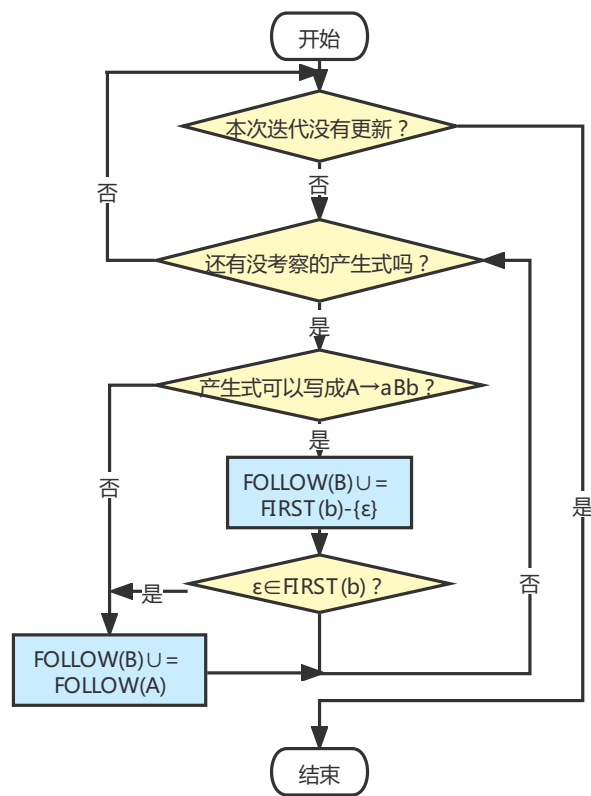 开始
本次迭代没有更新？
否
否
还有没考察的产生式吗？
是
产生式可以写成A→aBb？
是
否
FOLLOW(B)∪=
FIRST(b)-{ε}
是
ε∈FIRST(b)？
是
否
FOLLOW(B)∪=
FOLLOW(A)
结束